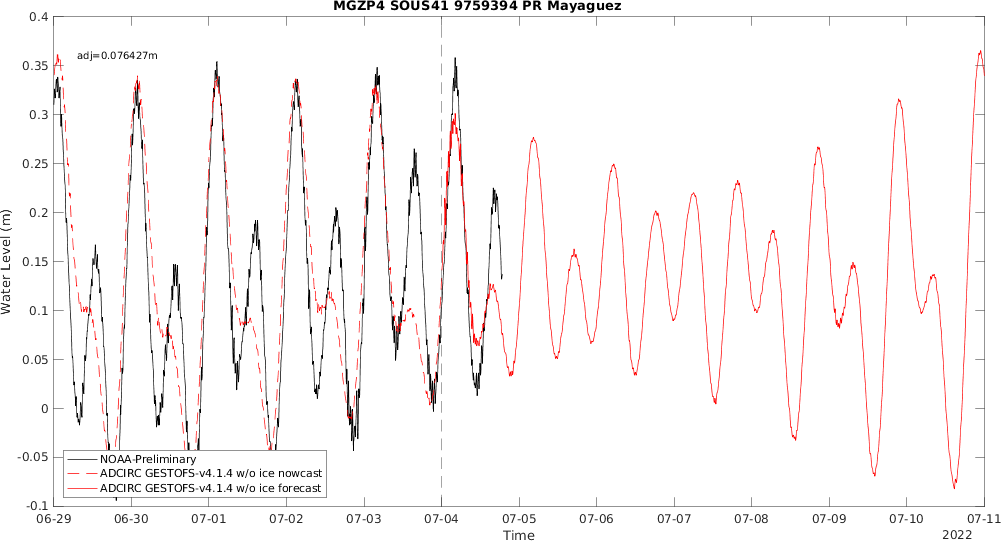 MGZP4 SOUS41 9759394 PR Mayaguez
adj=0.076427m
Water Level (m)
0.4
0.35
0.3
0.25
0.2
0.15
0.1
0.05
0
-0.05
-0.1
NOAA-Preliminary
ADCIRC GESTOFS-v4.1.4 w/o ice nowcast
ADCIRC GESTOFS-v4.1.4 w/o ice forecast
06-29 06-30 07-01 07-02 07-03 07-04 07-05 07-06 07-07 07-08 07-09 07-10 07-11
Time
2022